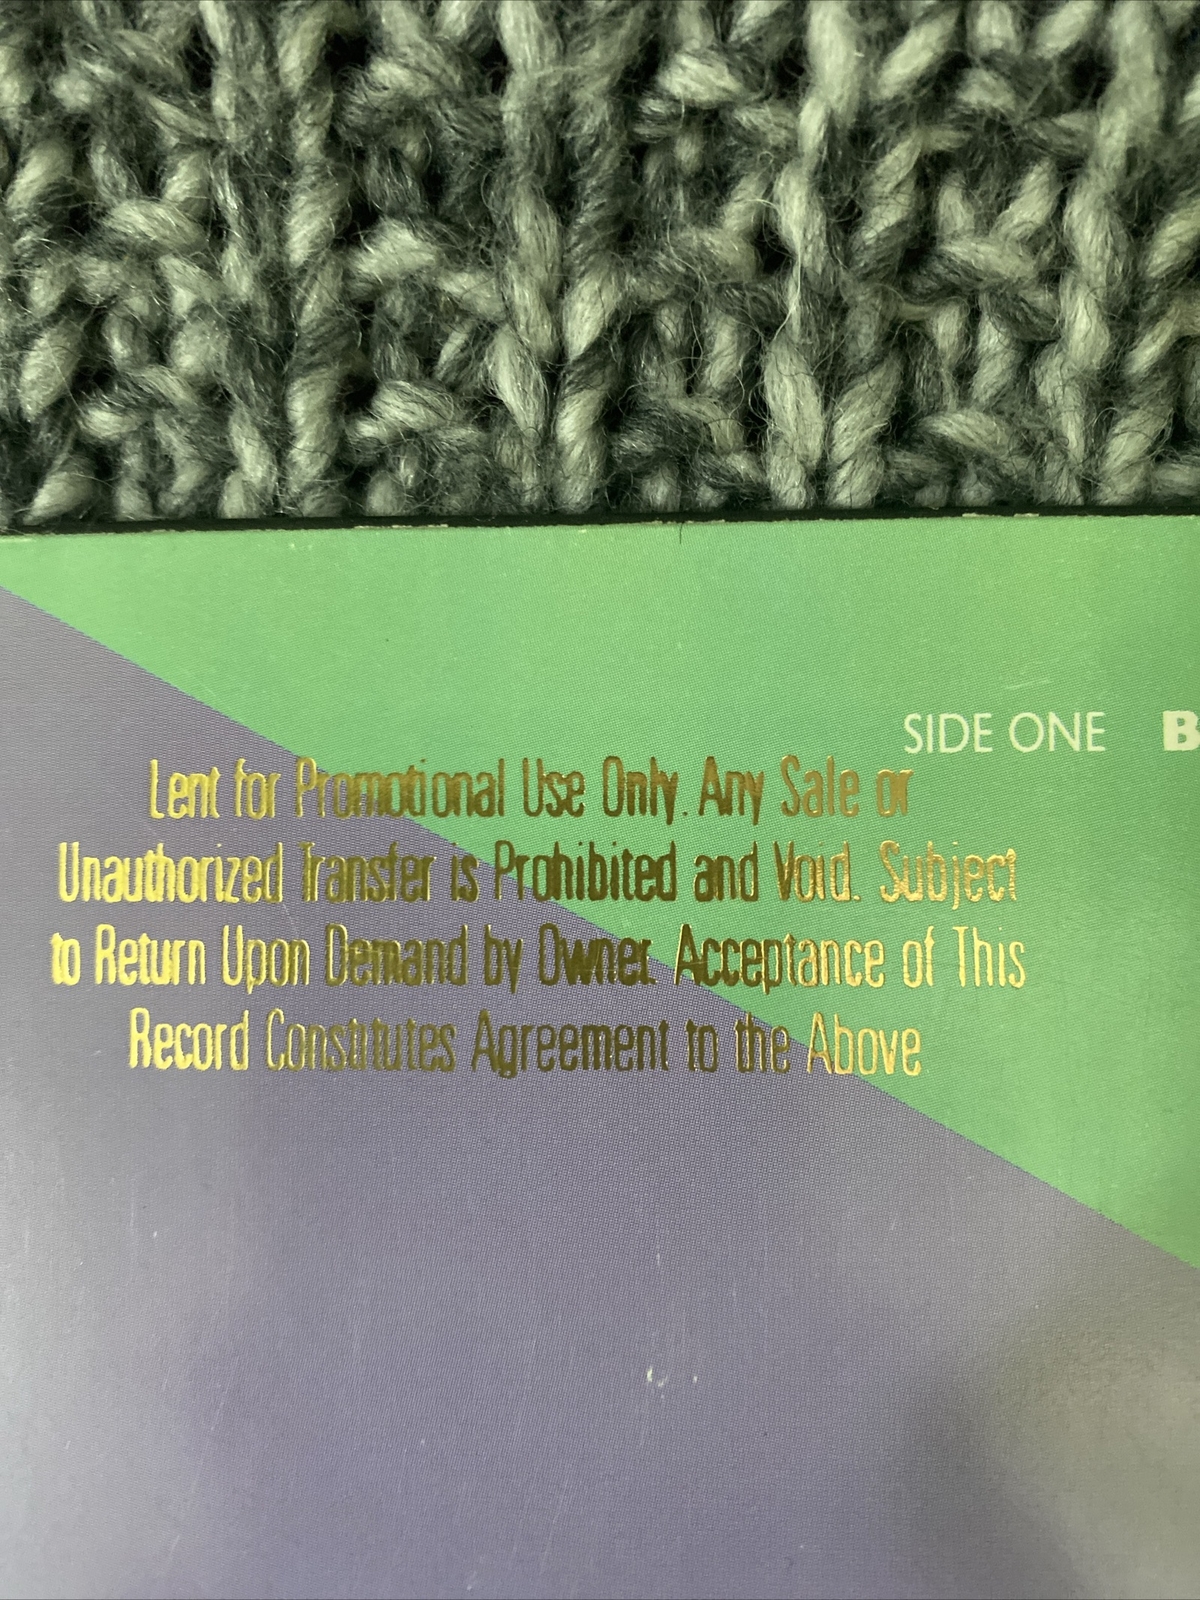 SIDE ONE B
Lent for Promotional Use Only. Any Sale or
Unauthorized Transfer is Prohibited and Void. Subject
to Return Upon Demand by Owner. Acceptance of This
Record Constitutes Agreement to the Above